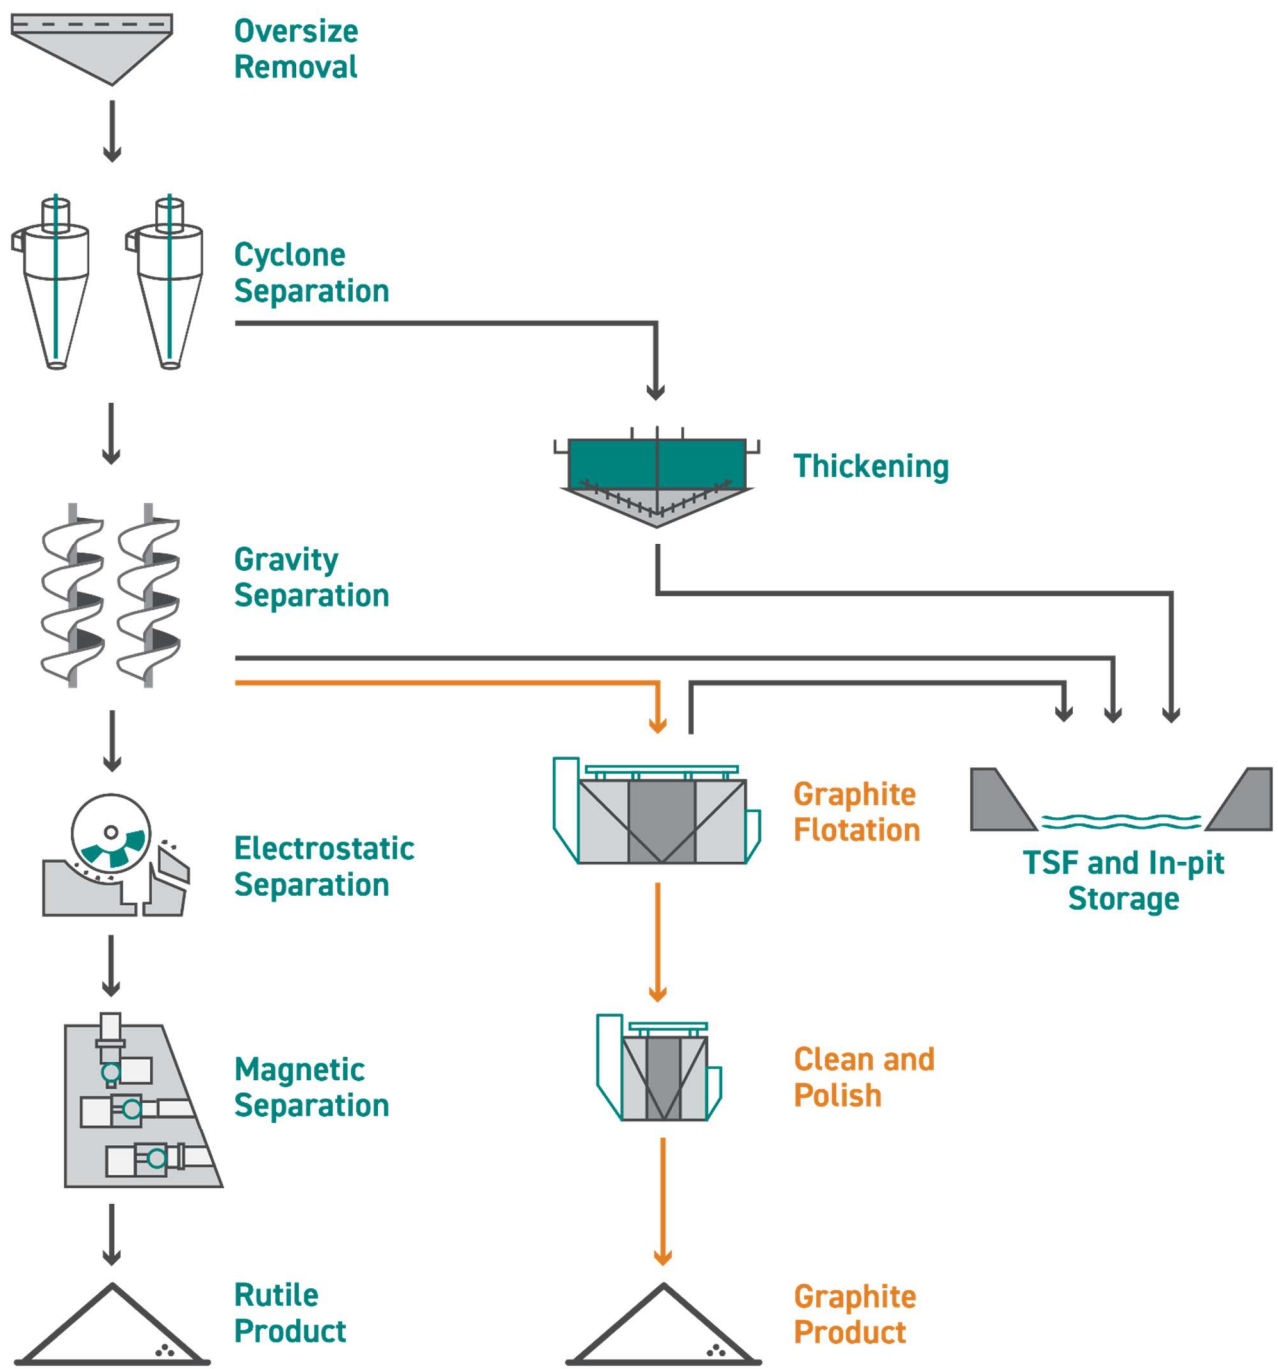 Oversize
Removal
Cyclone
Separation
Thickening
Gravity
Separation
Electrostatic
Separation
Graphite
Flotation
TSF and In-pit
Storage
Magnetic
Separation
Clean and
Polish
Rutile
Product
Graphite
Product